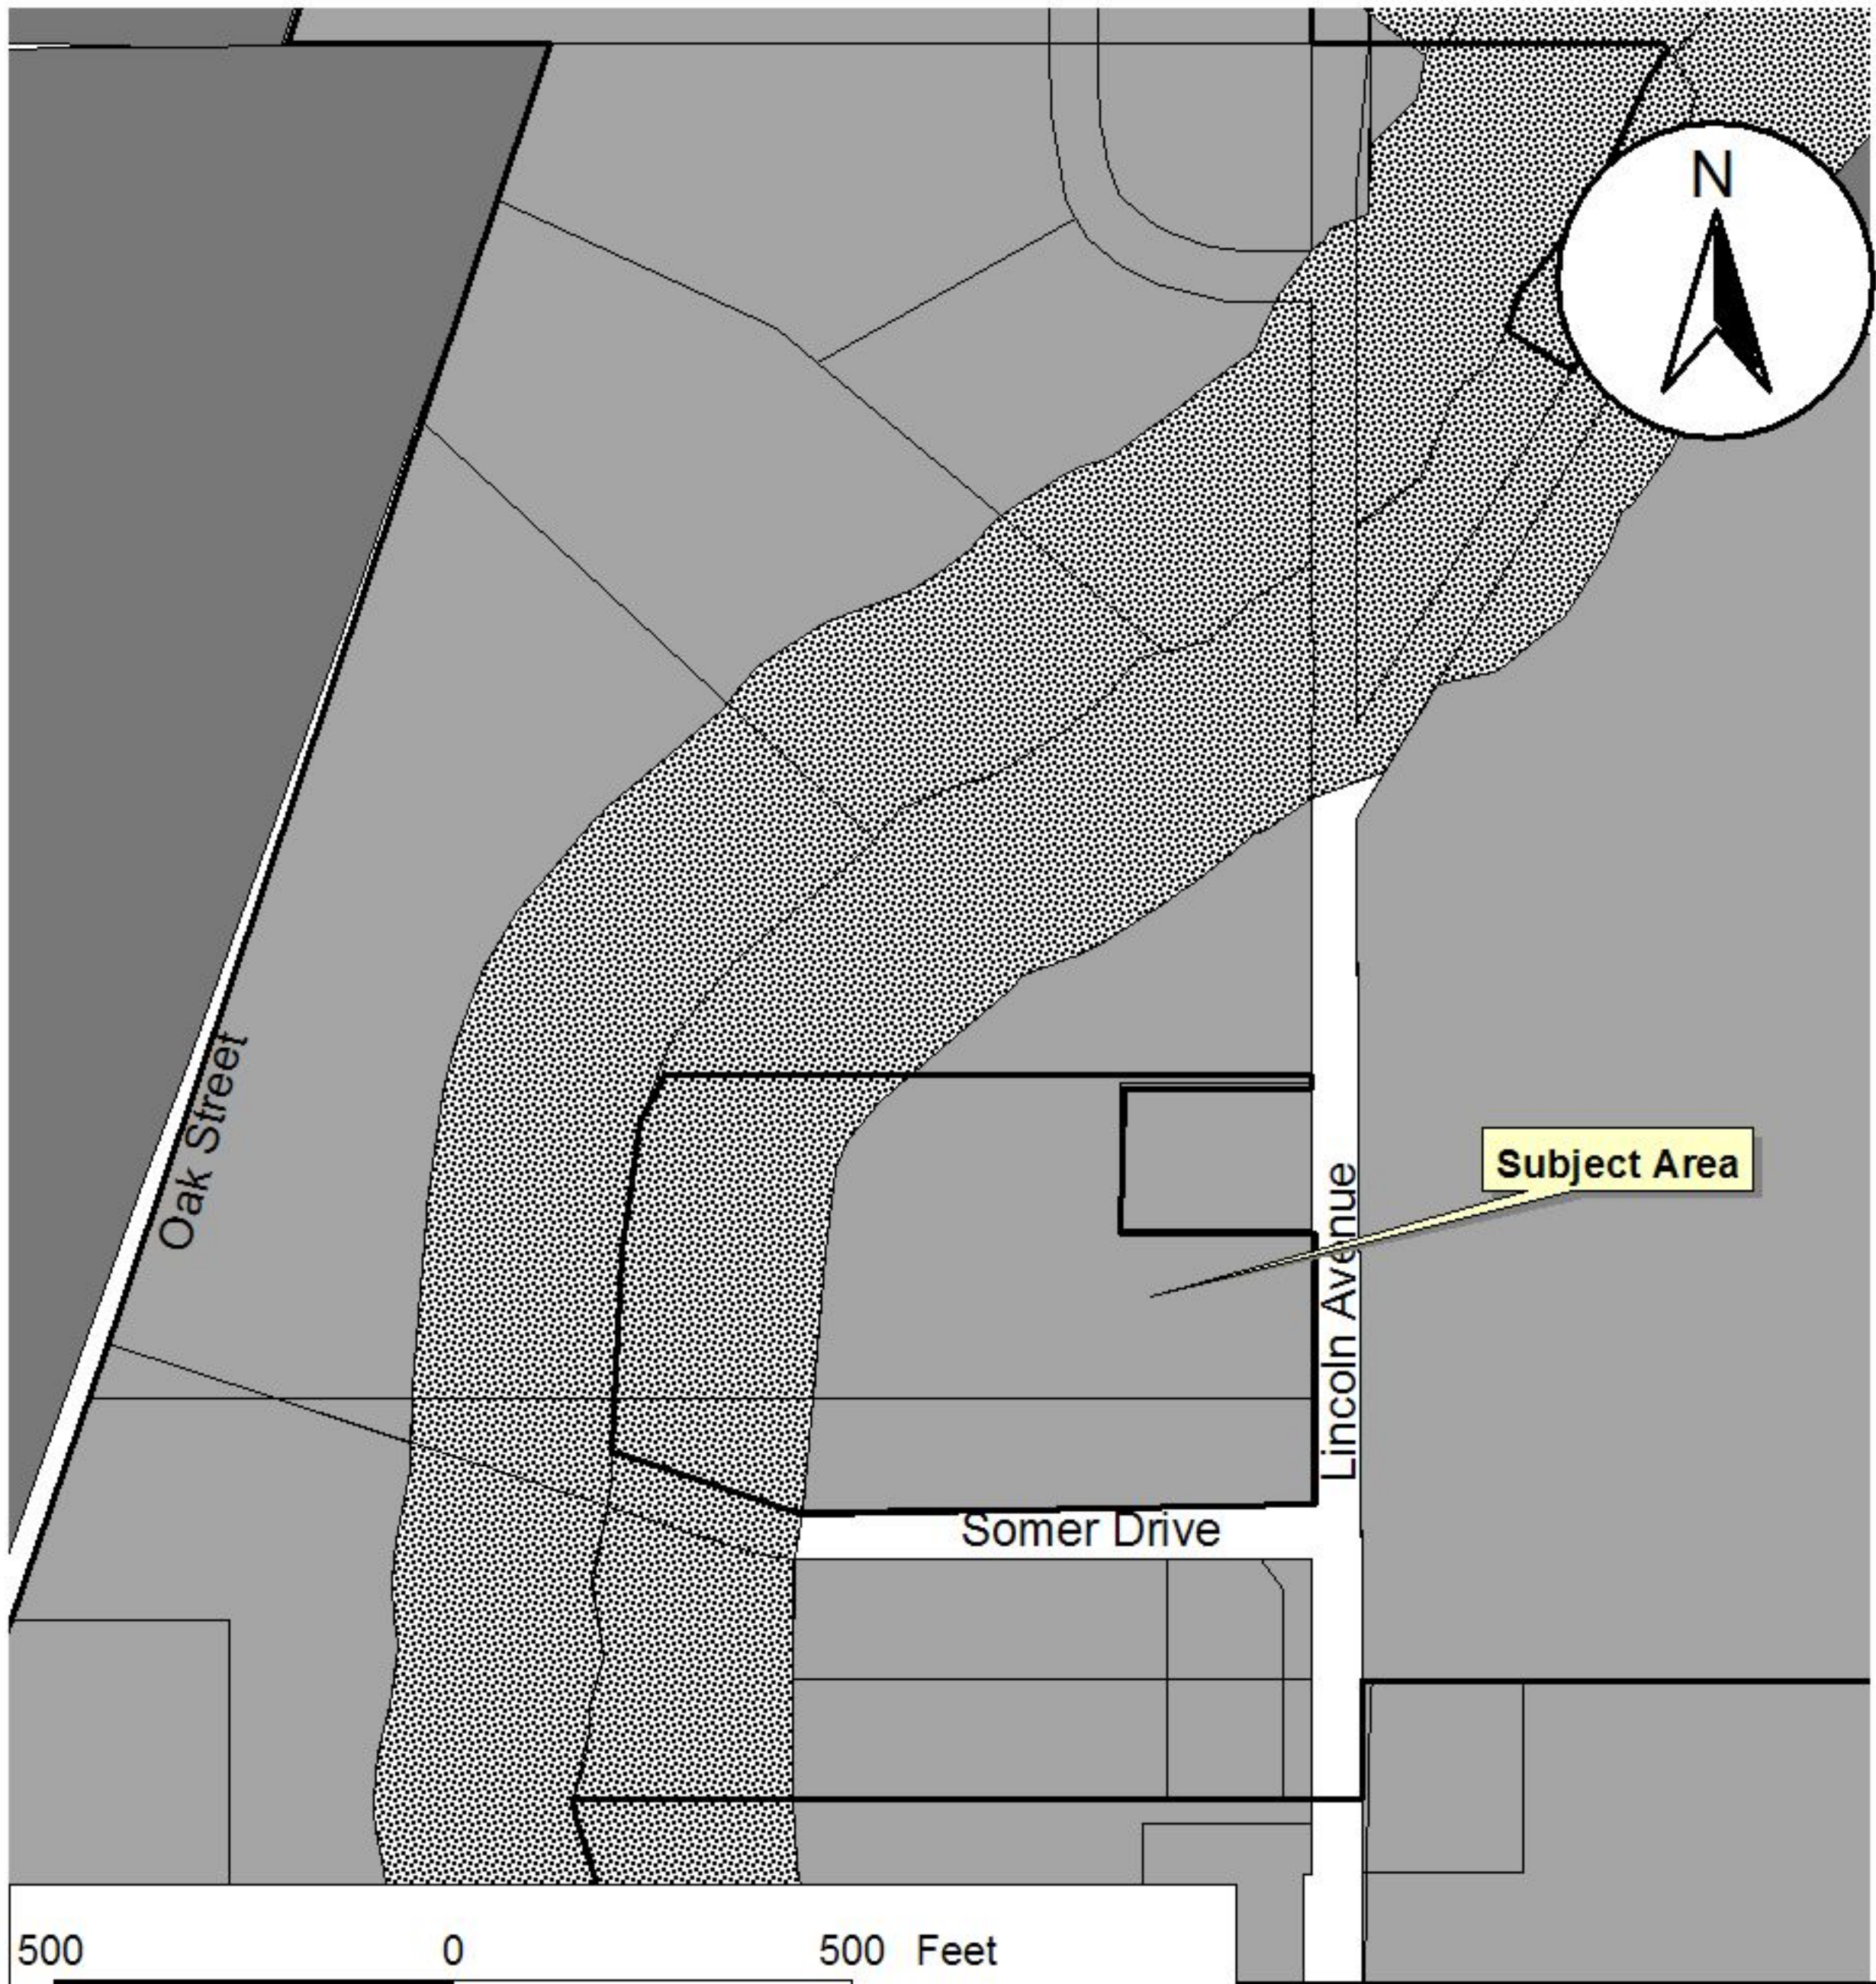 N
Oak Street
Subject Area
Lincoln Avenue
Somer Drive
500 0 500 Feet